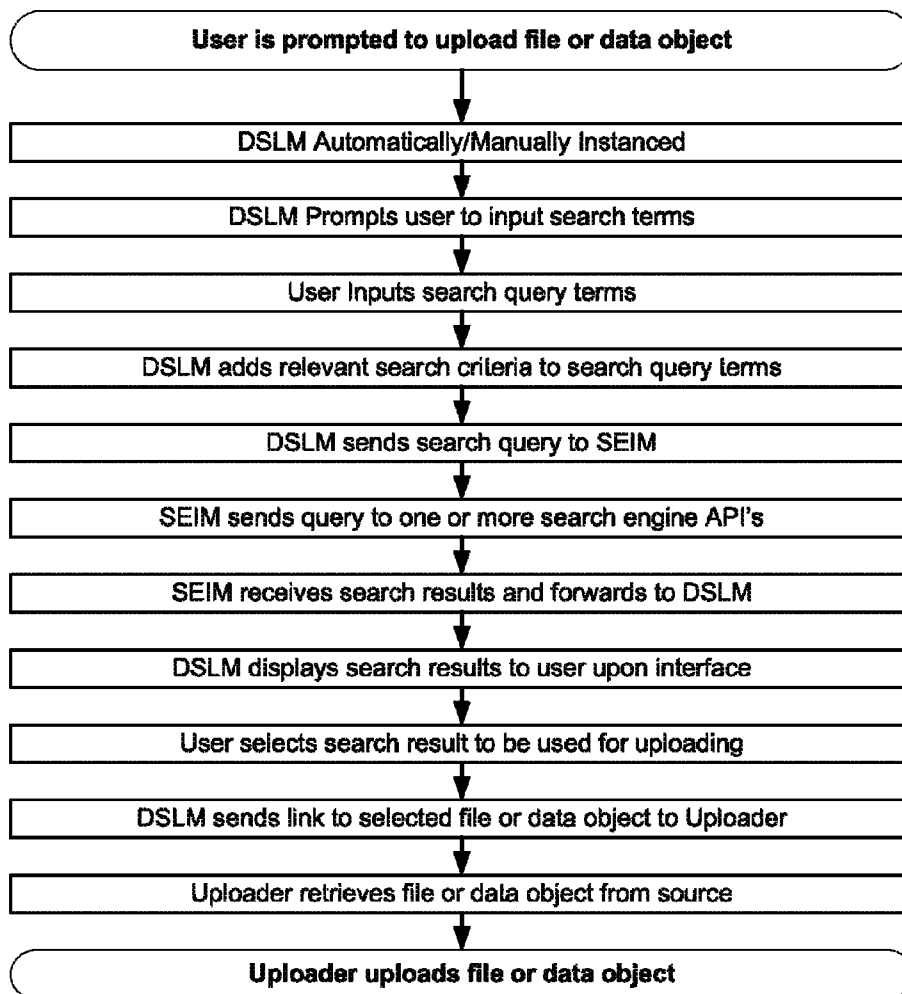 User is prompted to upload file or data object
DSLM Automatically/Manually Instanced
DSLM Prompts user to input search terms
User Inputs search query terms
DSLM adds relevant search criteria to search query terms
DSLM sends search query to SEIM
SEIM sends query to one or more search engine API's
SEIM receives search results and forwards to DSLM
DSLM displays search results to user upon interface
User selects search result to be used for uploading
DSLM sends link to selected file or data object to Uploader
Uploader retrieves file or data object from source
Uploader uploads file or data object